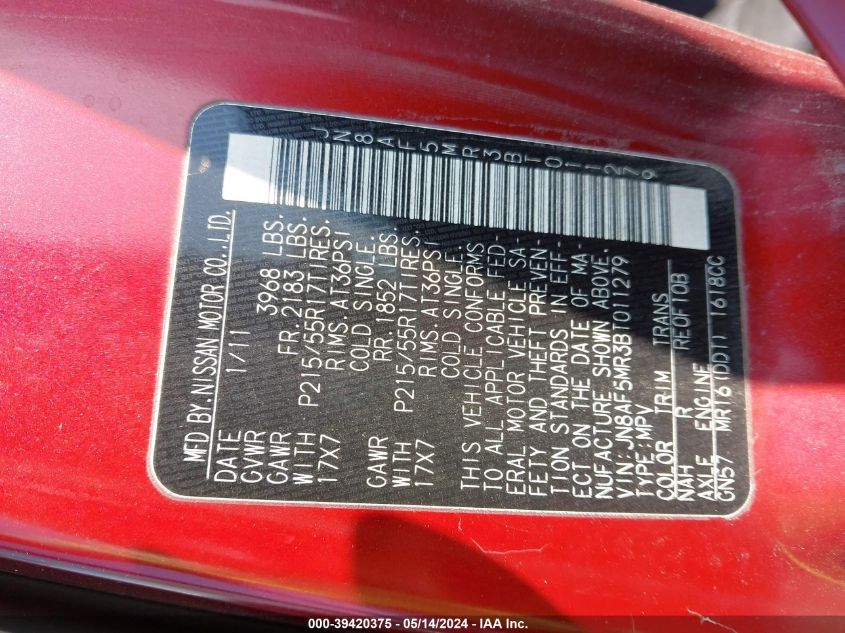 JN8AF5MR3BT011279
MFD BY NISSAN MOTOR CO.,LTD.
DATE 1/11
GVWR 3968 LBS.
GAWR FR. 2183 LBS.
WITH P215/55R17TIRES.
17X7 RIMS. AT36PSI
COLD SINGLE.
GAWR RR. 1852 LBS.
WITH P215/55R17TIRES.
17X7 RIMS. AT36PSI
COLD SINGLE.
THIS VEHICLE CONFORMS
TO ALL APPLICABLE FED-
ERAL MOTOR VEHICLE SA-
FETY AND THEFT PREVEN-
TION STANDARDS IN EFF-
ECT ON THE DATE OF MA-
NUFACTURE SHOWN ABOVE.
VIN:JN8AF5MR3BT011279
TYPE:MPV
COLOR TRIM TRANS
NAH R RE0F10B
AXLE ENGINE
GN57 MR16(DD)) 1618CC
000-39420375 - 05/14/2024 - IAA Inc.